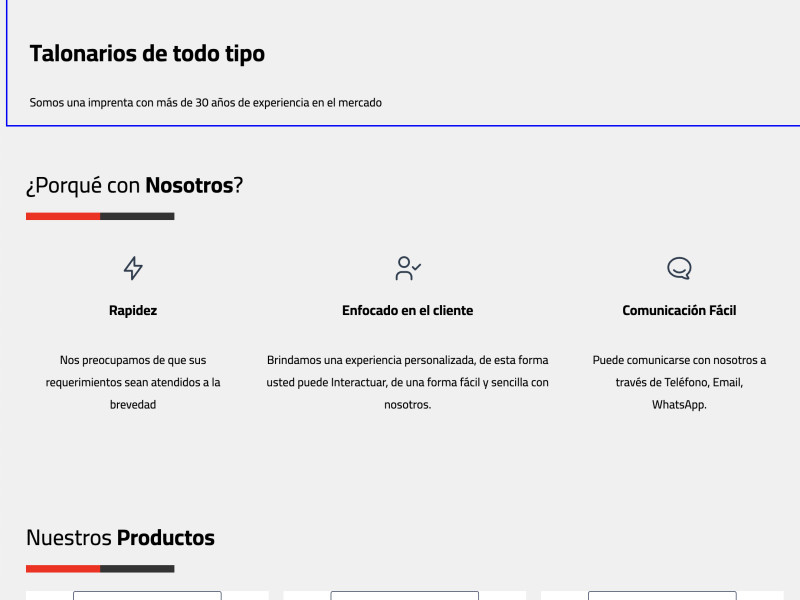 Talonarios de todo tipo
Somos una imprenta con más de 30 años de experiencia en el mercado
¿Porqué con Nosotros?
Rapidez
Nos preocupamos de que sus
requerimientos sean atendidos a la
brevedad
Enfocado en el cliente
Brindamos una experiencia personalizada, de esta forma
usted puede Interactuar, de una forma fácil y sencilla con
nosotros.
Comunicación Fácil
Puede comunicarse con nosotros a
través de Teléfono, Email,
WhatsApp.
Nuestros Productos